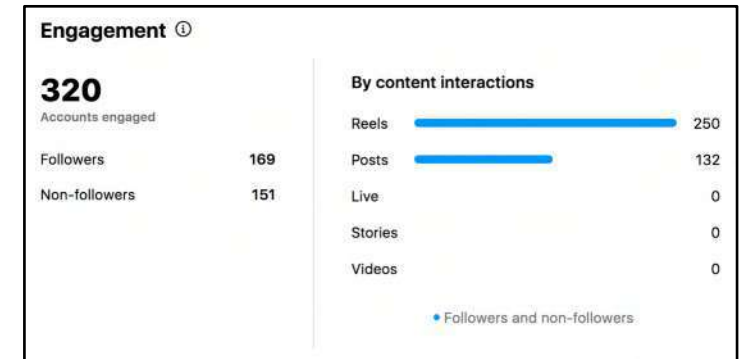 Engagement ⓘ
320
Accounts engaged
Followers 169
Non-followers 151
By content interactions
Reels 250
Posts 132
Live 0
Stories 0
Videos 0
Followers and non-followers